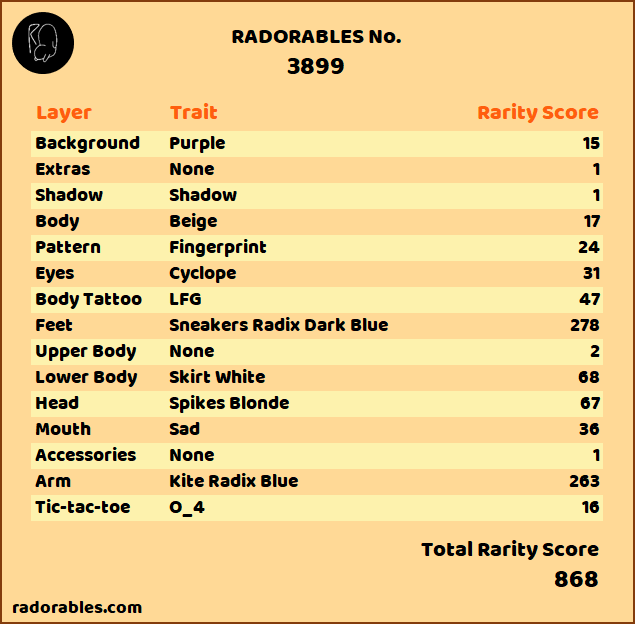 RADORABLES No.
3899
Layer Trait Rarity Score
Background Purple 15
Extras None 1
Shadow Shadow 1
Body Beige 17
Pattern Fingerprint 24
Eyes Cyclope 31
Body Tattoo LFG 47
Feet Sneakers Radix Dark Blue 278
Upper Body None 2
Lower Body Skirt White 68
Head Spikes Blonde 67
Mouth Sad 36
Accessories None 1
Arm Kite Radix Blue 263
Tic-tac-toe O_4 16
Total Rarity Score
868
radorables.com